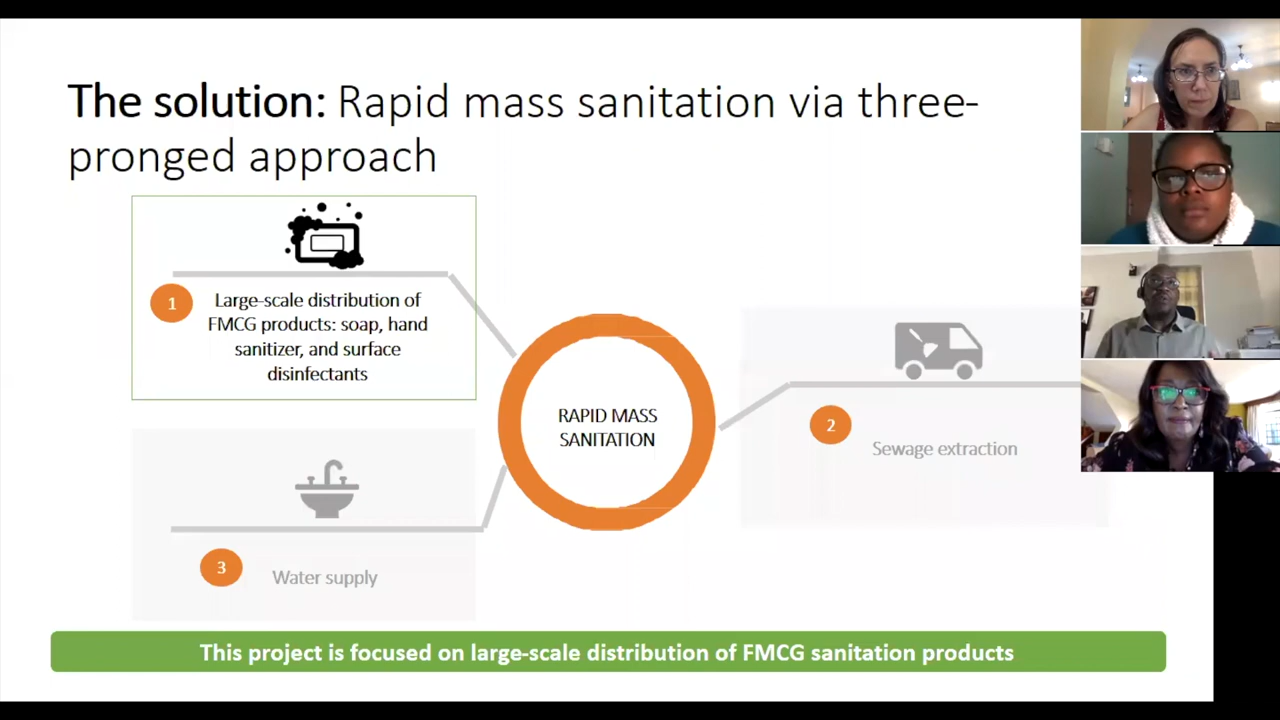 The solution: Rapid mass sanitation via three-
pronged approach
1
Large-scale distribution of
FMCG products: soap, hand
sanitizer, and surface
disinfectants
RAPID MASS
SANITATION
2
Sewage extraction
3
Water supply
This project is focused on large-scale distribution of FMCG sanitation products